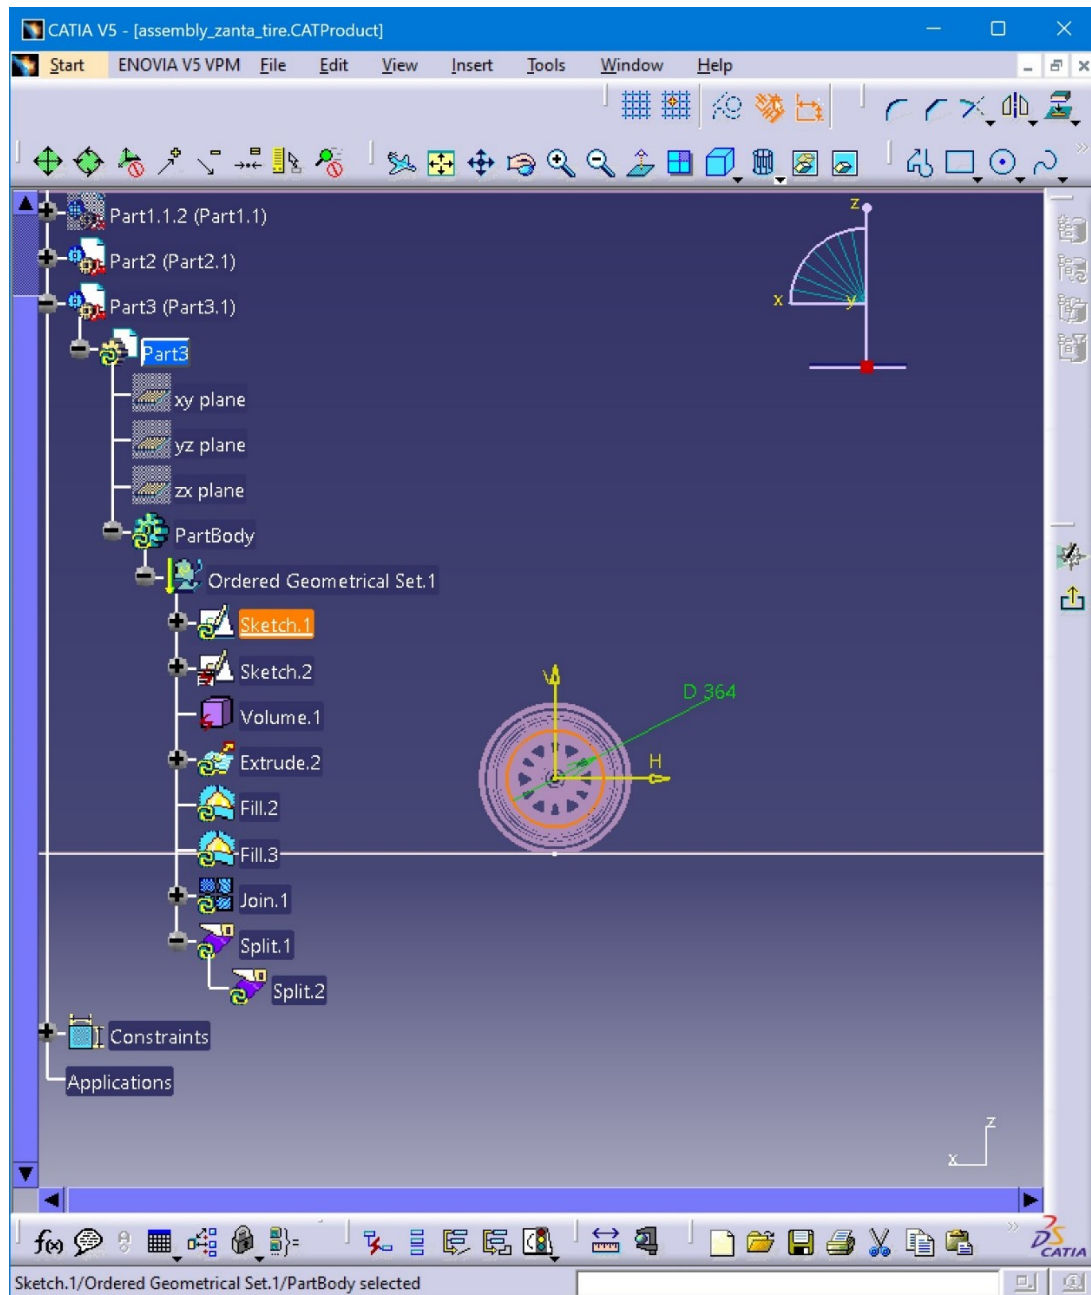 CATIA V5 - [assembly_zanta_tire.CATProduct]
Start ENOVIA V5 VPM File Edit View Insert Tools Window Help
Part1.1.2 (Part1.1)
Part2 (Part2.1)
Part3 (Part3.1)
Part3
xy plane
yz plane
zx plane
PartBody
Ordered Geometrical Set.1
Sketch.1
Sketch.2
Volume.1
Extrude.2
Fill.2
Fill.3
Join.1
Split.1
Split.2
Constraints
Applications
z
x
y
V
D 364
H
z
x
f(x)
CATIA
Sketch.1/Ordered Geometrical Set.1/PartBody selected